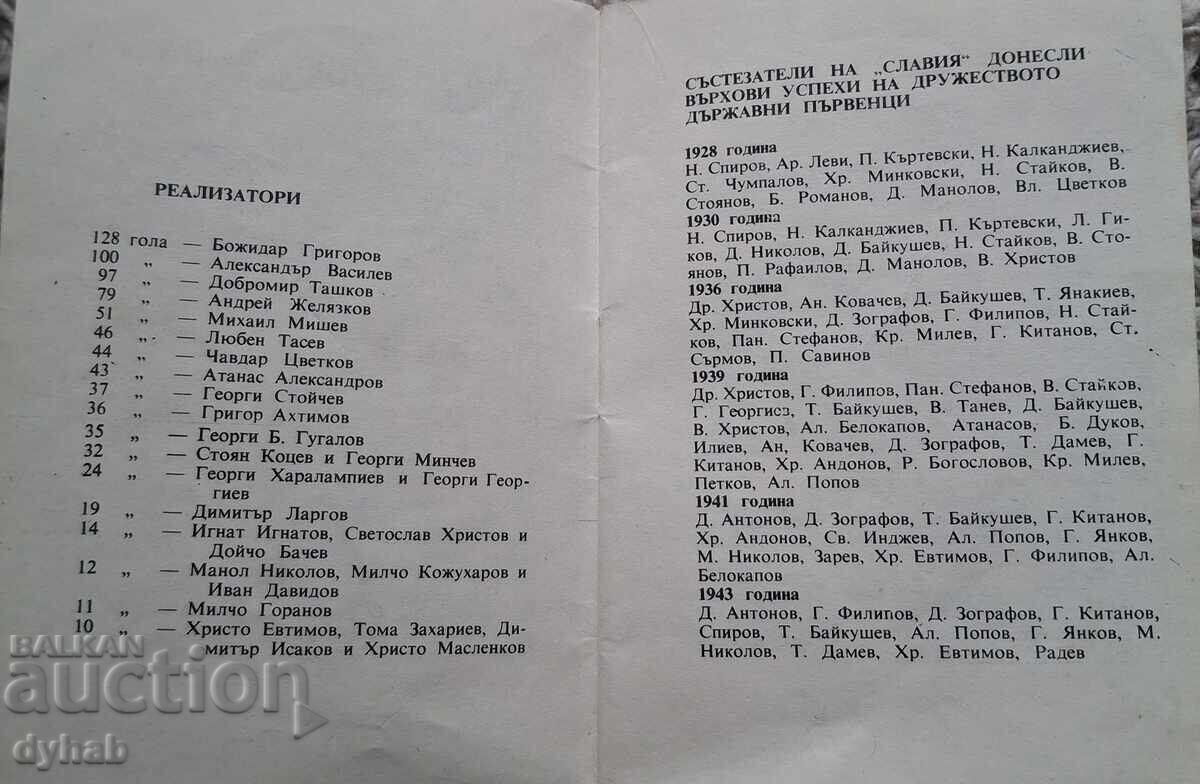 РЕАЛИЗАТОРИ
128 гола — Божидар Григоров
100 „ — Александър Василев
97 „ — Добромир Ташков
79 „ — Андрей Желязков
51 „ — Михаил Мишев
46 „ — Любен Тасев
44 „ — Чавдар Цветков
43 „ — Атанас Александров
37 „ — Георги Стойчев
36 „ — Григор Ахтимов
35 „ — Георги Б. Гугалов
32 „ — Стоян Коцев и Георги Минчев
24 „ — Георги Харалампиев и Георги Геор-
гиев
19 „ — Димитър Ларгов
14 „ — Игнат Игнатов, Светослав Христов и
Дойчо Бачев
12 „ — Манол Николов, Милчо Кожухаров и
Иван Давидов
11 „ — Милчо Горанов
10 „ — Христо Евтимов, Тома Захариев, Ди-
митър Исаков и Христо Масленков
СЪСТЕЗАТЕЛИ НА „СЛАВИЯ“ ДОНЕСЛИ
ВЪРХОВИ УСПЕХИ НА ДРУЖЕСТВОТО
ДЪРЖАВНИ ПЪРВЕНЦИ
1928 година
Н. Спиров, Ар. Леви, П. Къртевски, Н. Калканджиев,
Ст. Чумпалов, Хр. Минковски, Н. Стайков, В.
Стоянов, Б. Романов, Д. Манолов, Вл. Цветков
1930 година
Н. Спиров, Н. Калканджиев, П. Къртевски, Л. Ги-
ков, Д. Николов, Д. Байкушев, Н. Стайков, В. Сто-
янов, П. Рафаилов, Д. Манолов, В. Христов
1936 година
Др. Христов, Ан. Ковачев, Д. Байкушев, Т. Янакиев,
Хр. Минковски, Д. Зографов, Г. Филипов, Н. Стай-
ков, Пан. Стефанов, Кр. Милев, Г. Китанов, Ст.
Сърмов, П. Савинов
1939 година
Др. Христов, Г. Филипов, Пан. Стефанов, В. Стайков,
Г. Георгиев, Т. Байкушев, В. Танев, Д. Байкушев,
В. Христов, Ал. Белокапов, Атанасов, Б. Дуков,
Илиев, Ан, Ковачев, Д. Зографов, Т. Дамев, Г.
Китанов, Хр. Андонов, Р. Богословов, Кр. Милев,
Петков, Ал. Попов
1941 година
Д. Антонов, Д. Зографов, Т. Байкушев, Г. Китанов,
Хр. Андонов, Св. Инджев, Ал. Попов, Г. Янков,
М. Николов, Зарев, Хр. Евтимов, Г. Филипов, Ал.
Белокапов
1943 година
Д. Антонов, Г. Филипов, Д. Зографов, Г. Китанов,
Спиров, Т. Байкушев, Ал. Попов, Г. Янков, М.
Николов, Т. Дамев, Хр. Евтимов, Радев
BALKAN
auction
dyhab